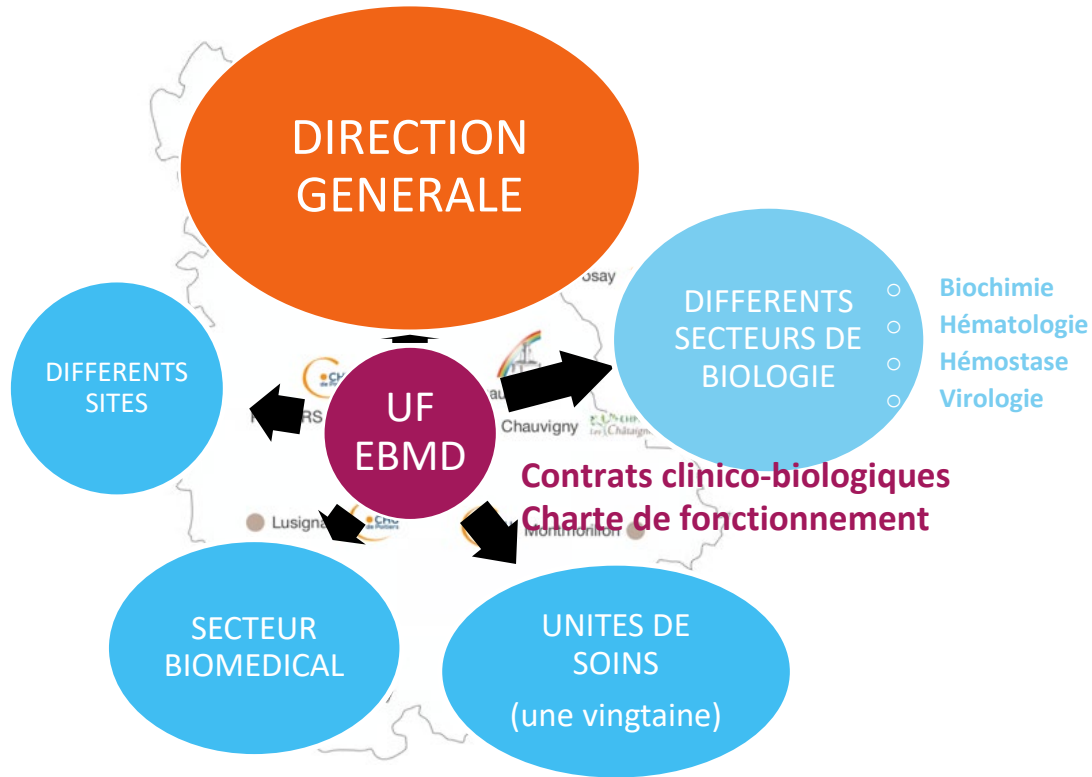 DIRECTION
GENERALE
DIFFERENTS
SECTEURS DE
BIOLOGIE
○ Biochimie
○ Hématologie
○ Hémostase
○ Virologie
DIFFERENTS
SITES
UF
EBMD
Chauvigny
Contrats clinico-biologiques
Charte de fonctionnement
Montmorillon
SECTEUR
BIOMEDICAL
UNITES DE
SOINS
(une vingtaine)